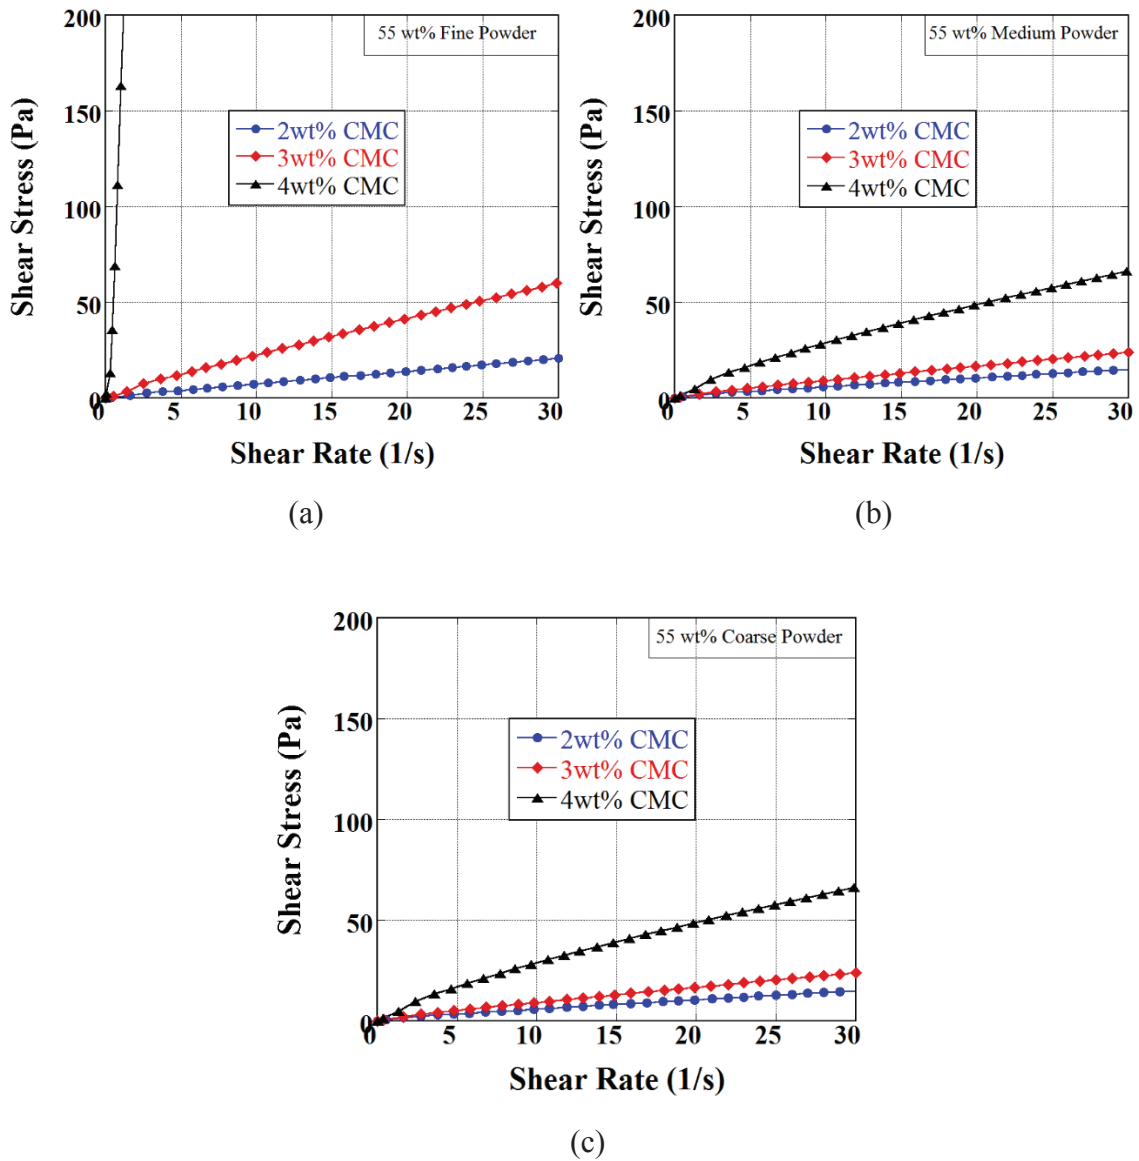 200
150
100
50
0
Shear Stress (Pa)
55 wt% Fine Powder
2wt% CMC
3wt% CMC
4wt% CMC
0 5 10 15 20 25 30
Shear Rate (1/s)
(a)
200
150
100
50
0
Shear Stress (Pa)
55 wt% Medium Powder
2wt% CMC
3wt% CMC
4wt% CMC
0 5 10 15 20 25 30
Shear Rate (1/s)
(b)
200
150
100
50
0
Shear Stress (Pa)
55 wt% Coarse Powder
2wt% CMC
3wt% CMC
4wt% CMC
0 5 10 15 20 25 30
Shear Rate (1/s)
(c)